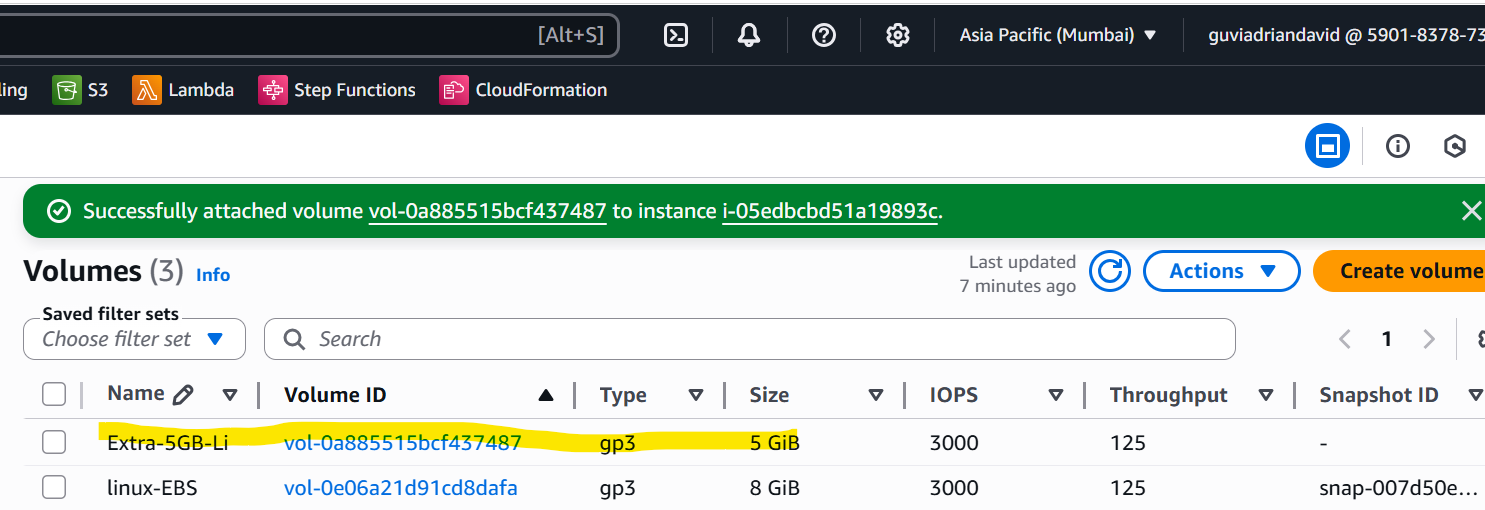 [Alt+S] Asia Pacific (Mumbai) guviadriandavid @ 5901-8378-73
ling S3 Lambda Step Functions CloudFormation
Successfully attached volume vol-0a885515bcf437487 to instance i-05edbcbd51a19893c.
Volumes (3) Info
Last updated
7 minutes ago
Actions
Create volume
Saved filter sets
Choose filter set
Search
1
Name Volume ID Type Size IOPS Throughput Snapshot ID
Extra-5GB-Li vol-0a885515bcf437487 gp3 5 GiB 3000 125 -
linux-EBS vol-0e06a21d91cd8dafa gp3 8 GiB 3000 125 snap-007d50e...